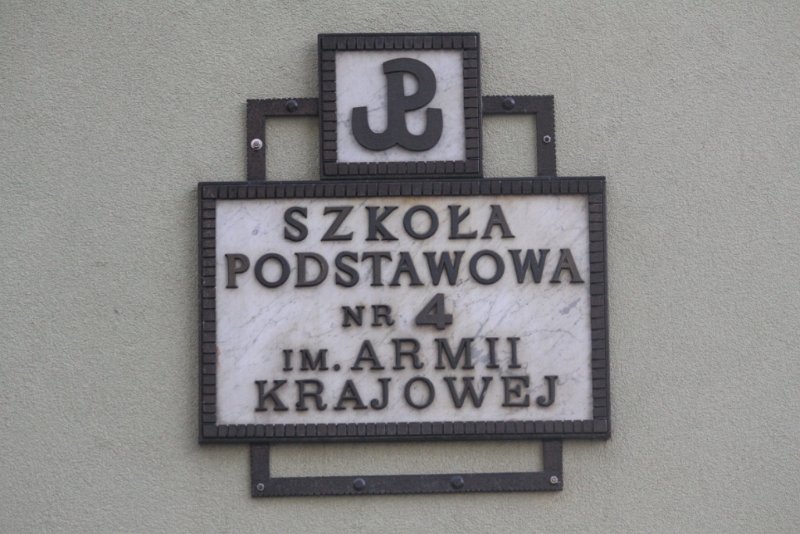 SZKOŁA
PODSTAWOWA
NR 4
IM. ARMII
KRAJOWEJ